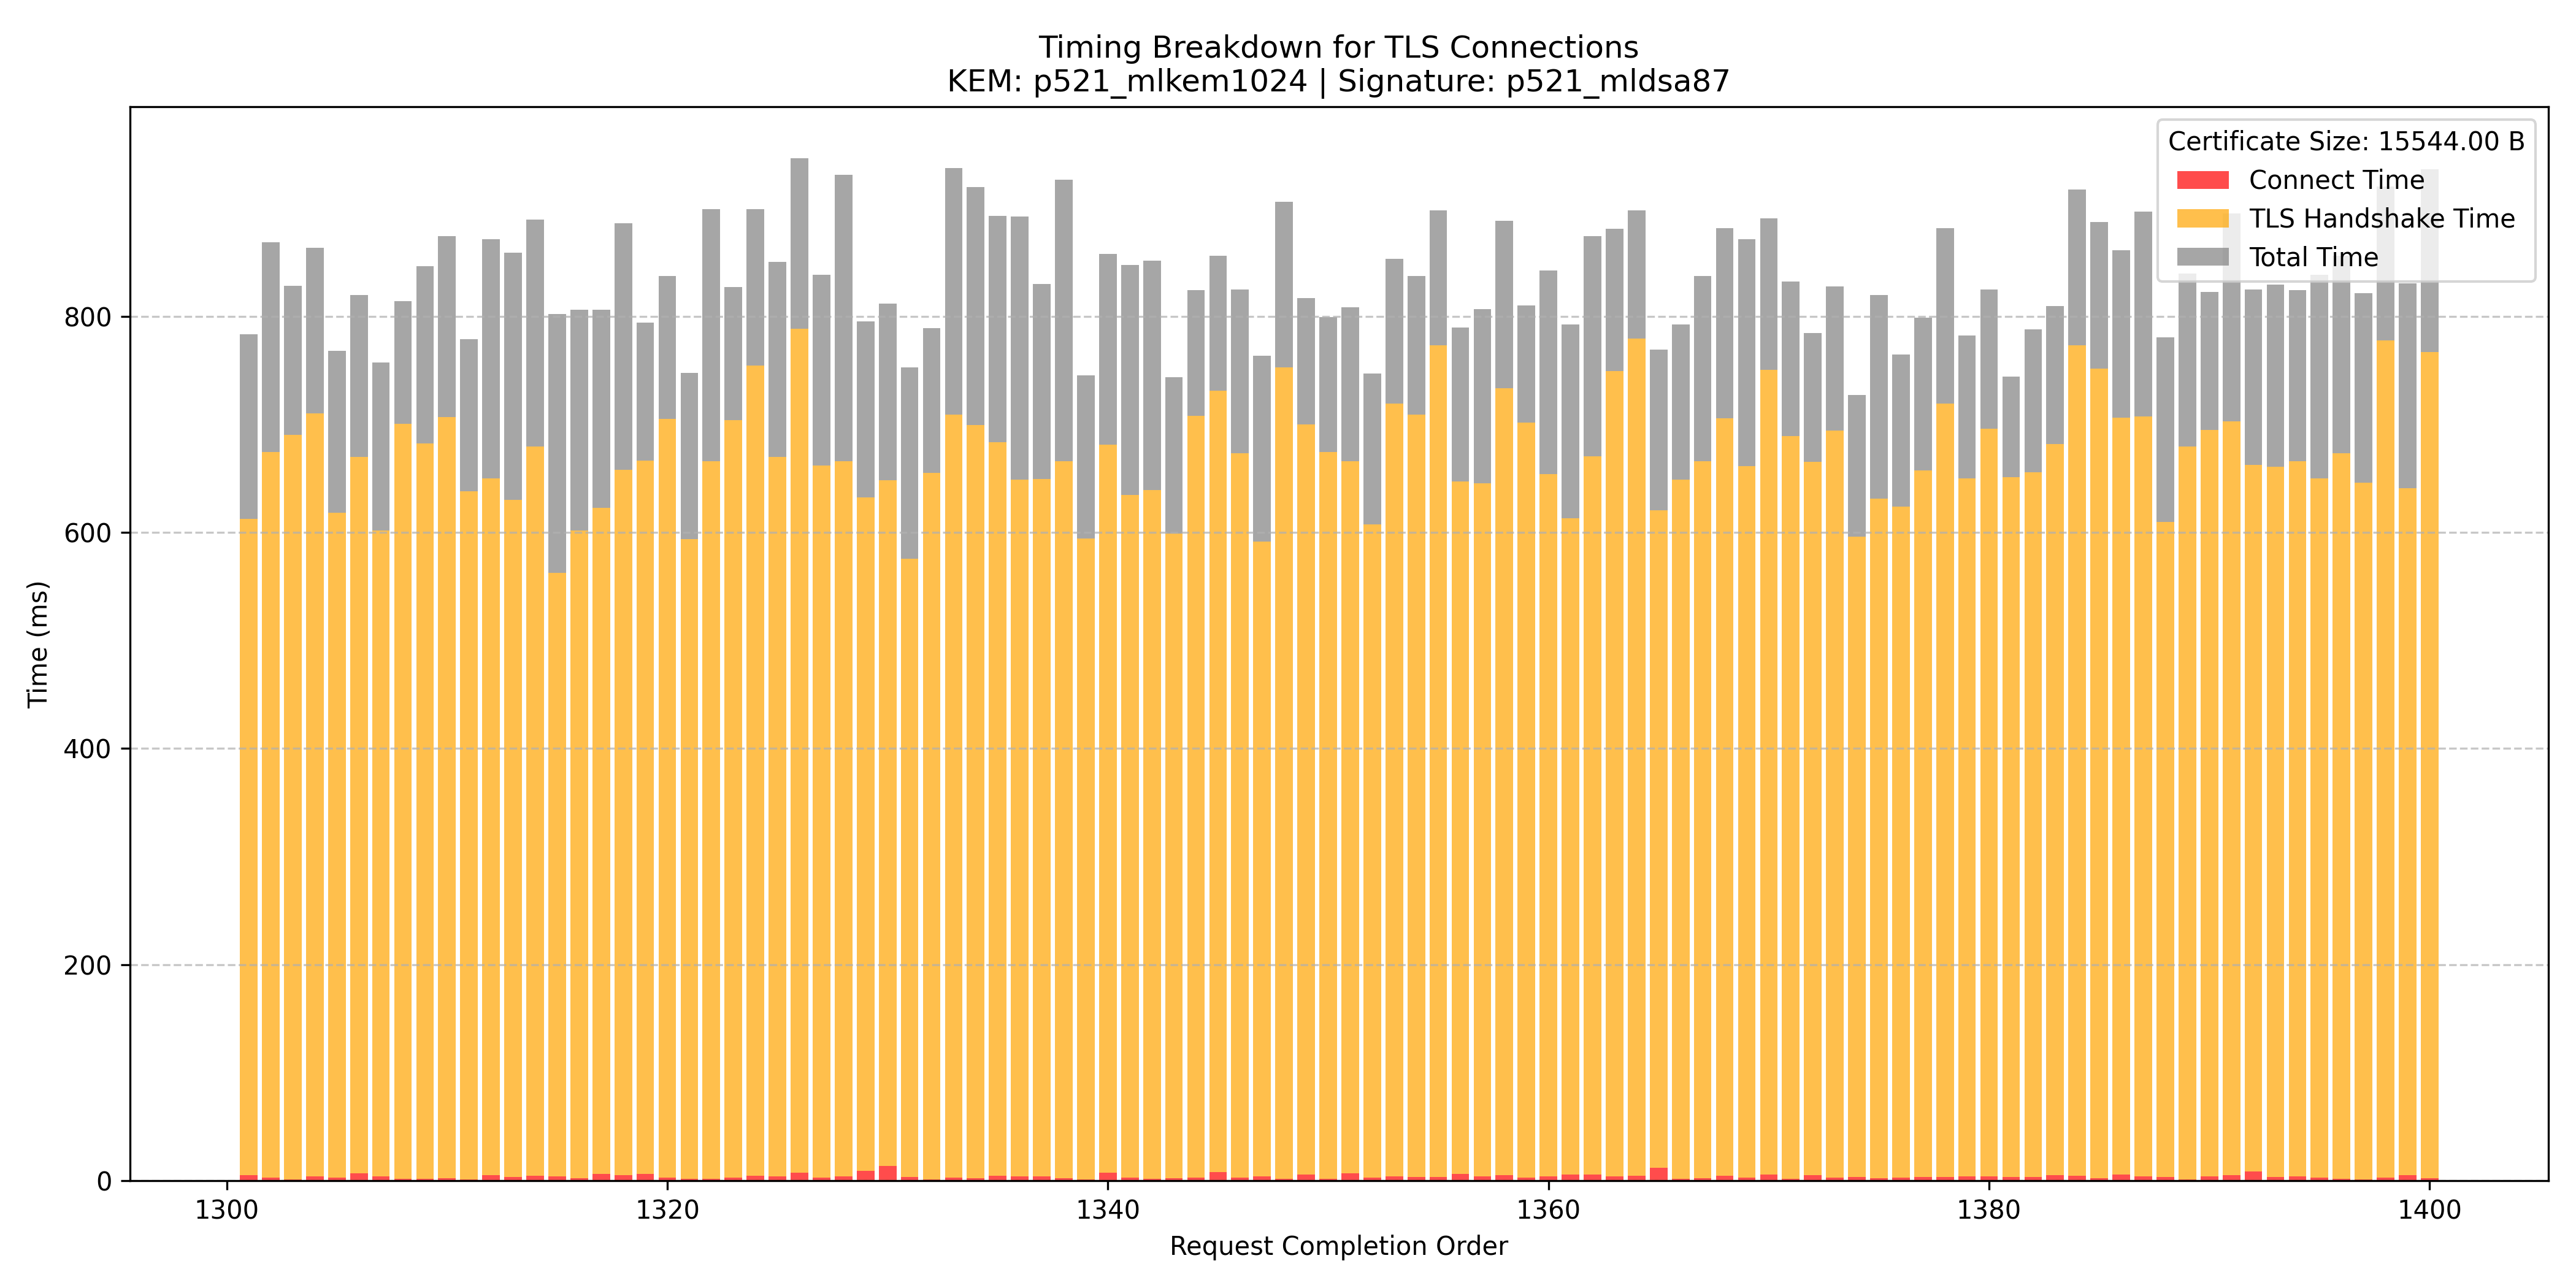 Timing Breakdown for TLS Connections
KEM: p521_mlkem1024 | Signature: p521_mldsa87
Certificate Size: 15544.00 B
Connect Time
TLS Handshake Time
Total Time
Time (ms)
800
600
400
200
0
1300 1320 1340 1360 1380 1400
Request Completion Order